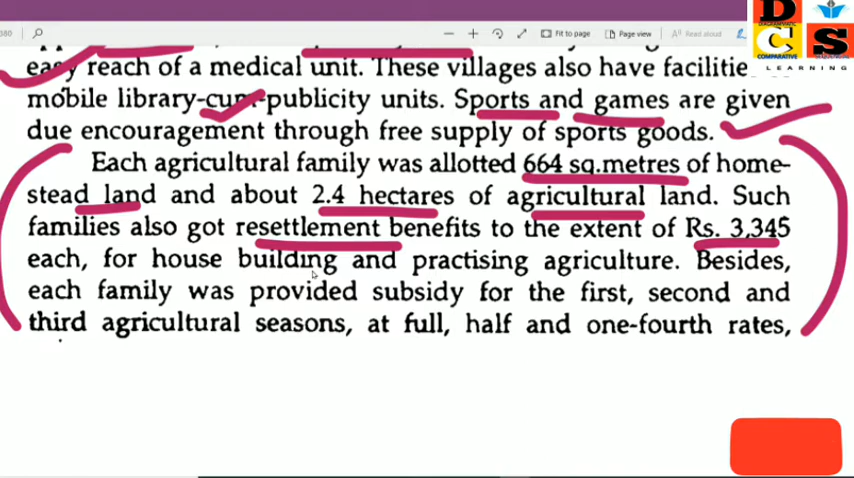 680
Fit to page
Page view
Read aloud
D
DIAGRAMMATIC
C
COMPARATIVE
S
LEARNING
easy reach of a medical unit. These villages also have facilitie
mobile library-cum-publicity units. Sports and games are given
due encouragement through free supply of sports goods.
Each agricultural family was allotted 664 sq.metres of home-
stead land and about 2.4 hectares of agricultural land. Such
families also got resettlement benefits to the extent of Rs. 3,345
each, for house building and practising agriculture. Besides,
each family was provided subsidy for the first, second and
third agricultural seasons, at full, half and one-fourth rates,